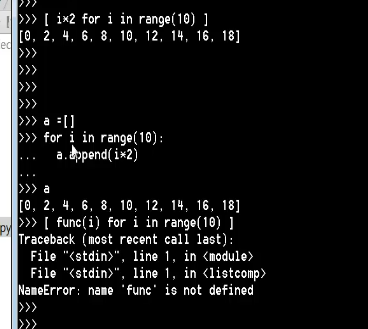 >>>
>>> [ i*2 for i in range(10) ]
[0, 2, 4, 6, 8, 10, 12, 14, 16, 18]
>>>
>>>
>>>
>>>
>>> a =[]
>>> for i in range(10):
...   a.append(i*2)
...
>>> a
[0, 2, 4, 6, 8, 10, 12, 14, 16, 18]
>>> [ func(i) for i in range(10) ]
Traceback (most recent call last):
  File "<stdin>", line 1, in <module>
  File "<stdin>", line 1, in <listcomp>
NameError: name 'func' is not defined
>>>
>>>